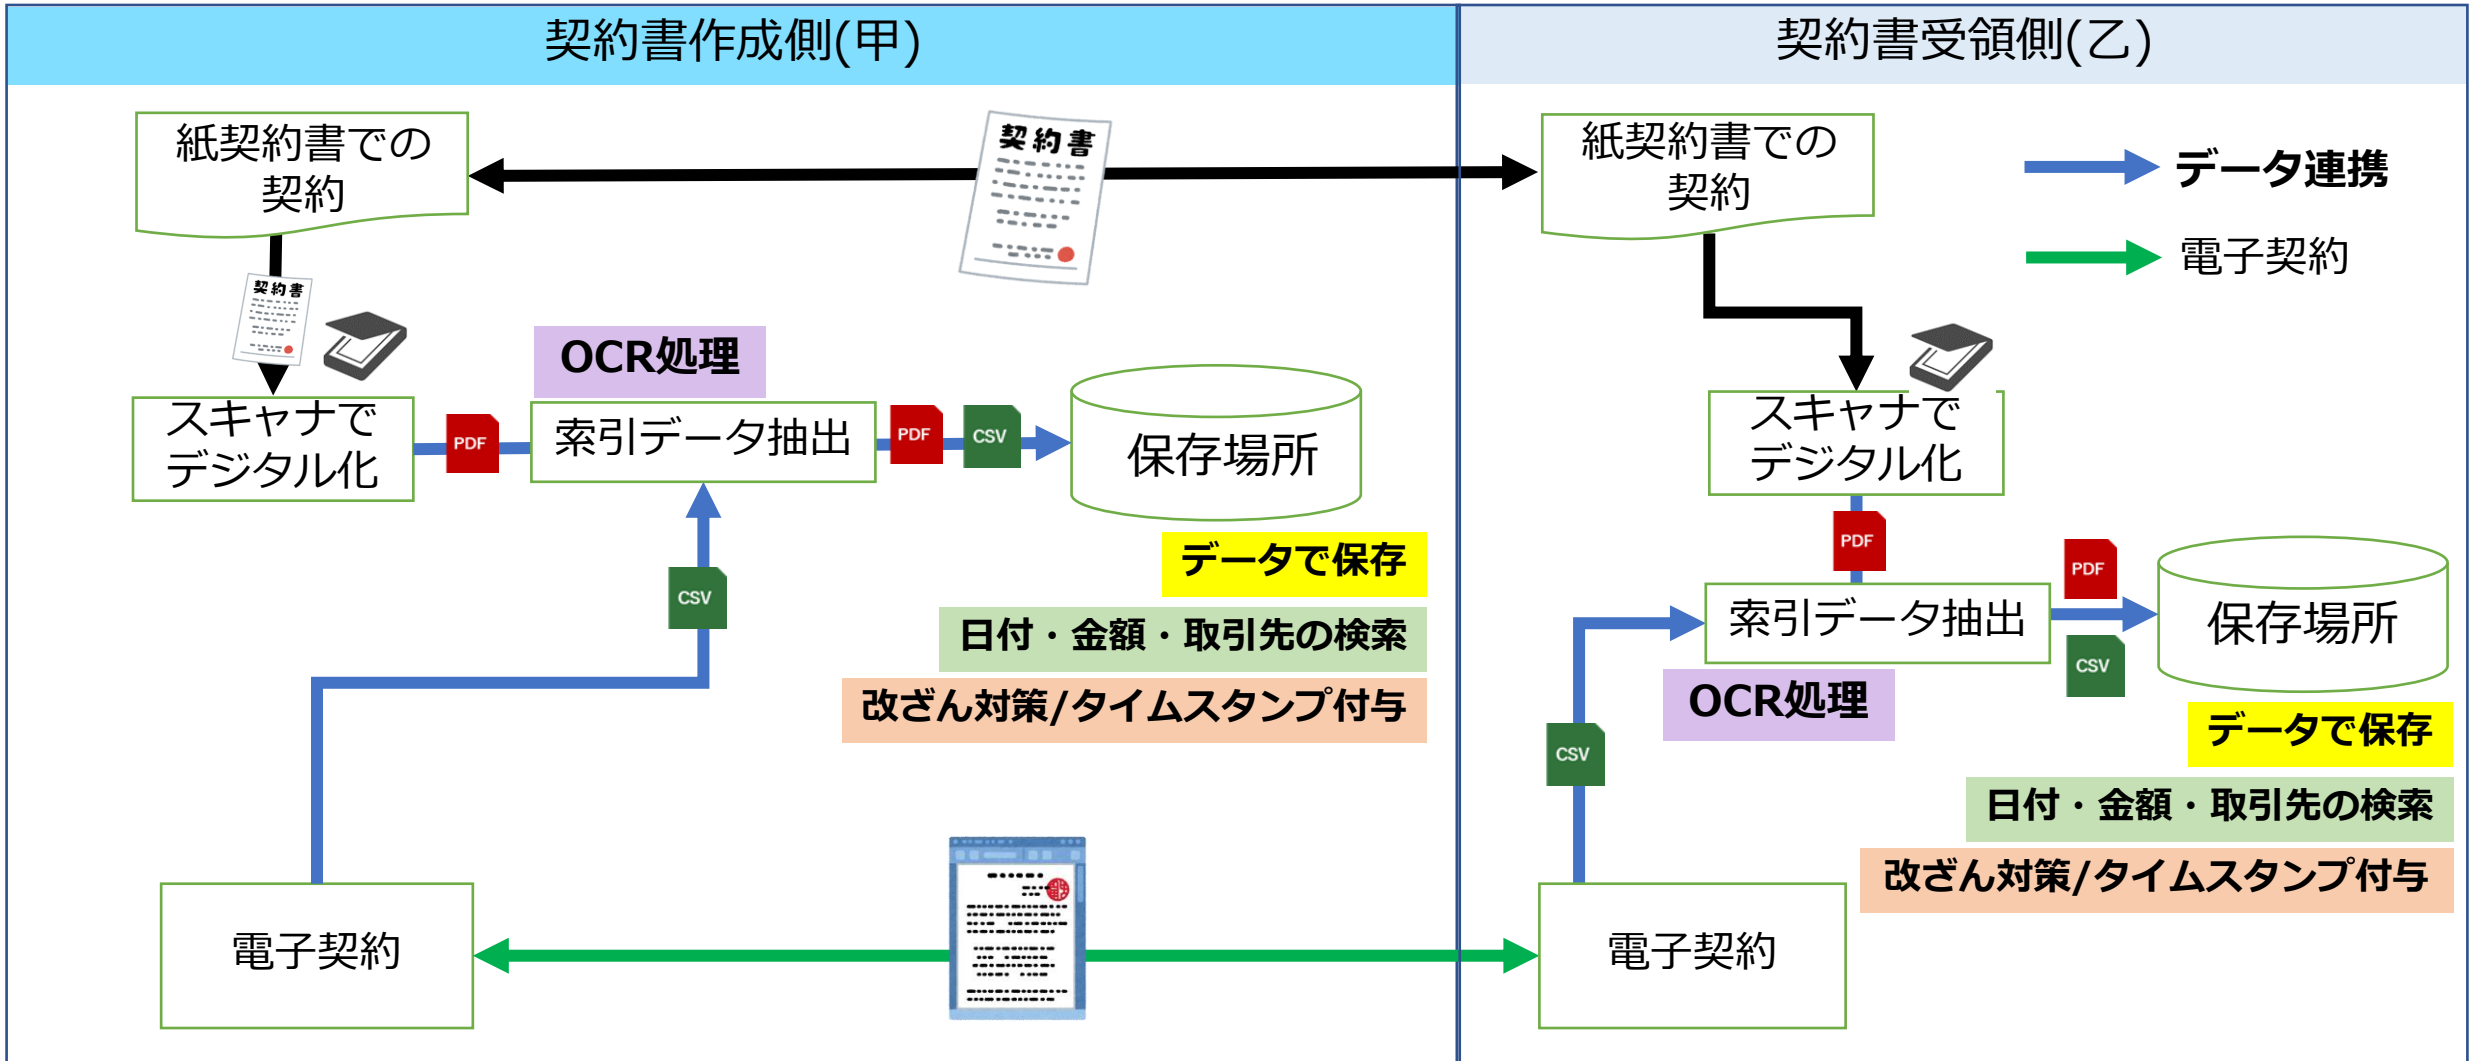 契約書作成側(甲)
契約書受領側(乙)
紙契約書での
契約
契約書
紙契約書での
契約
データ連携
電子契約
契約書
OCR処理
スキャナで
デジタル化
PDF
索引データ抽出
PDF
CSV
保存場所
スキャナで
デジタル化
データで保存
PDF
PDF
CSV
日付・金額・取引先の検索
索引データ抽出
保存場所
CSV
改ざん対策/タイムスタンプ付与
OCR処理
CSV
データで保存
日付・金額・取引先の検索
改ざん対策/タイムスタンプ付与
電子契約
電子契約